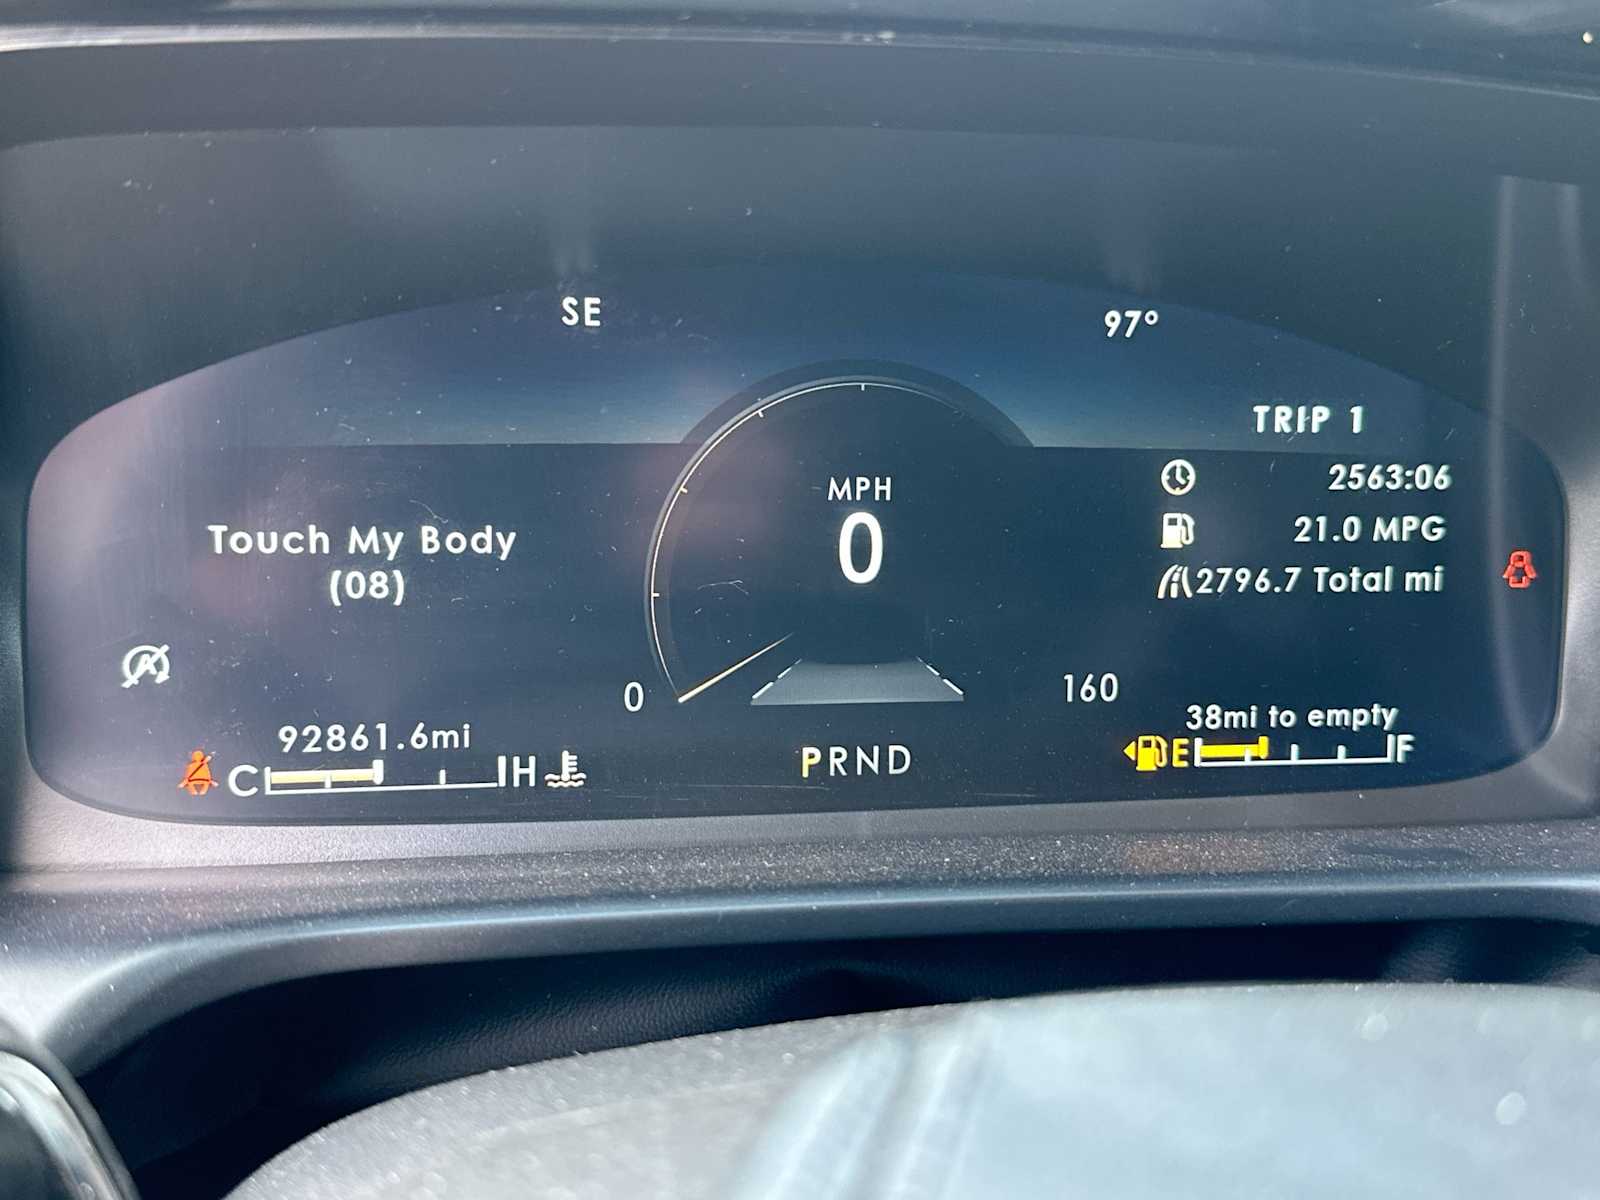 SE
97°
TRIP 1
2563:06
21.0 MPG
2796.7 Total mi
MPH
0
Touch My Body
(08)
A
0
160
92861.6mi
C H
PRND
38mi to empty
E F